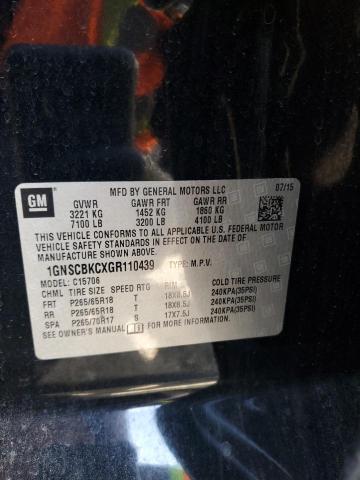 GM
MFD BY GENERAL MOTORS LLC 07/15
GVWR GAWR FRT GAWR RR
3221 KG 1452 KG 1860 KG
7100 LB 3200 LB 4100 LB
THIS VEHICLE CONFORMS TO ALL APPLICABLE U.S. FEDERAL MOTOR
VEHICLE SAFETY STANDARDS IN EFFECT ON THE DATE OF
MANUFACTURE SHOWN ABOVE.
1GNSCBKCXGR110439 TYPE: M.P.V.
MODEL: C15706
CHML TIRE SIZE SPEED RTG RIM COLD TIRE PRESSURE
FRT P265/65R18 T 18X8.5J 240KPA(35PSI)
RR P265/65R18 T 18X8.5J 240KPA(35PSI)
SPA P265/70R17 S 17X7.5J 240KPA(35PSI)
SEE OWNER'S MANUAL FOR ADDITIONAL INFORMATION.